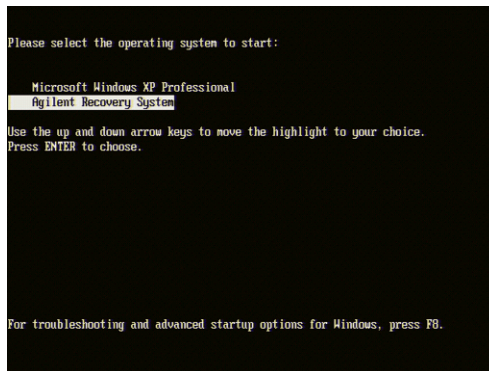 Please select the operating system to start:
Microsoft Windows XP Professional
Agilent Recovery System
Use the up and down arrow keys to move the highlight to your choice.
Press ENTER to choose.
For troubleshooting and advanced startup options for Windows, press F8.